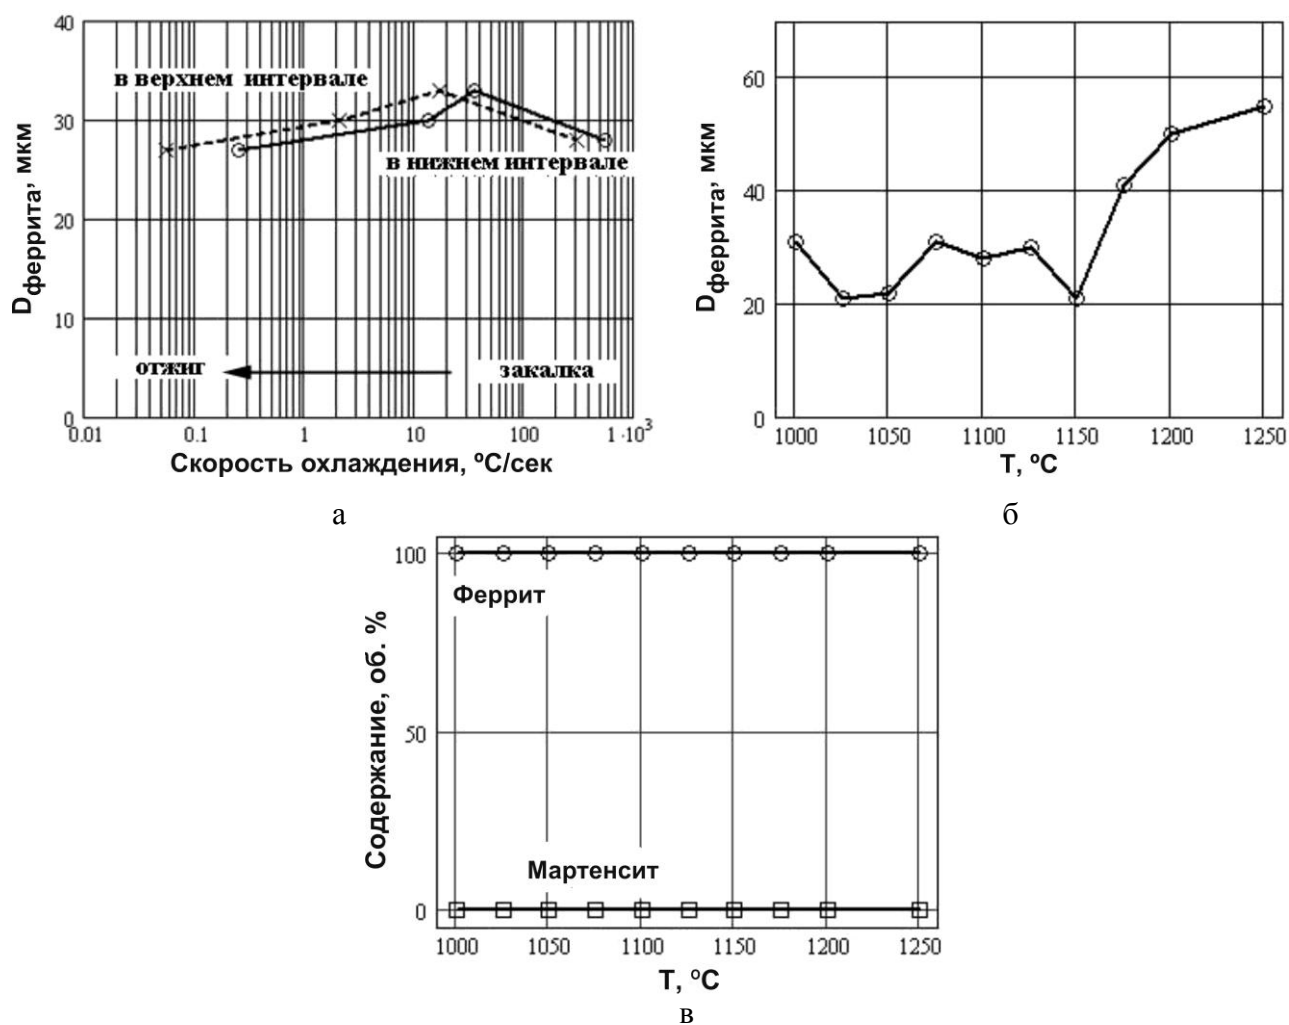 40
30
20
10
0
Dферрита, мкм
в верхнем интервале
в нижнем интервале
отжиг
закалка
0.01 0.1 1 10 100 1·10³
Скорость охлаждения, ºС/сек
а
60
40
20
0
Dферрита, мкм
1000 1050 1100 1150 1200 1250
Т, ºС
б
100
50
0
Содержание, об. %
Феррит
Мартенсит
1000 1050 1100 1150 1200 1250
Т, °С
в